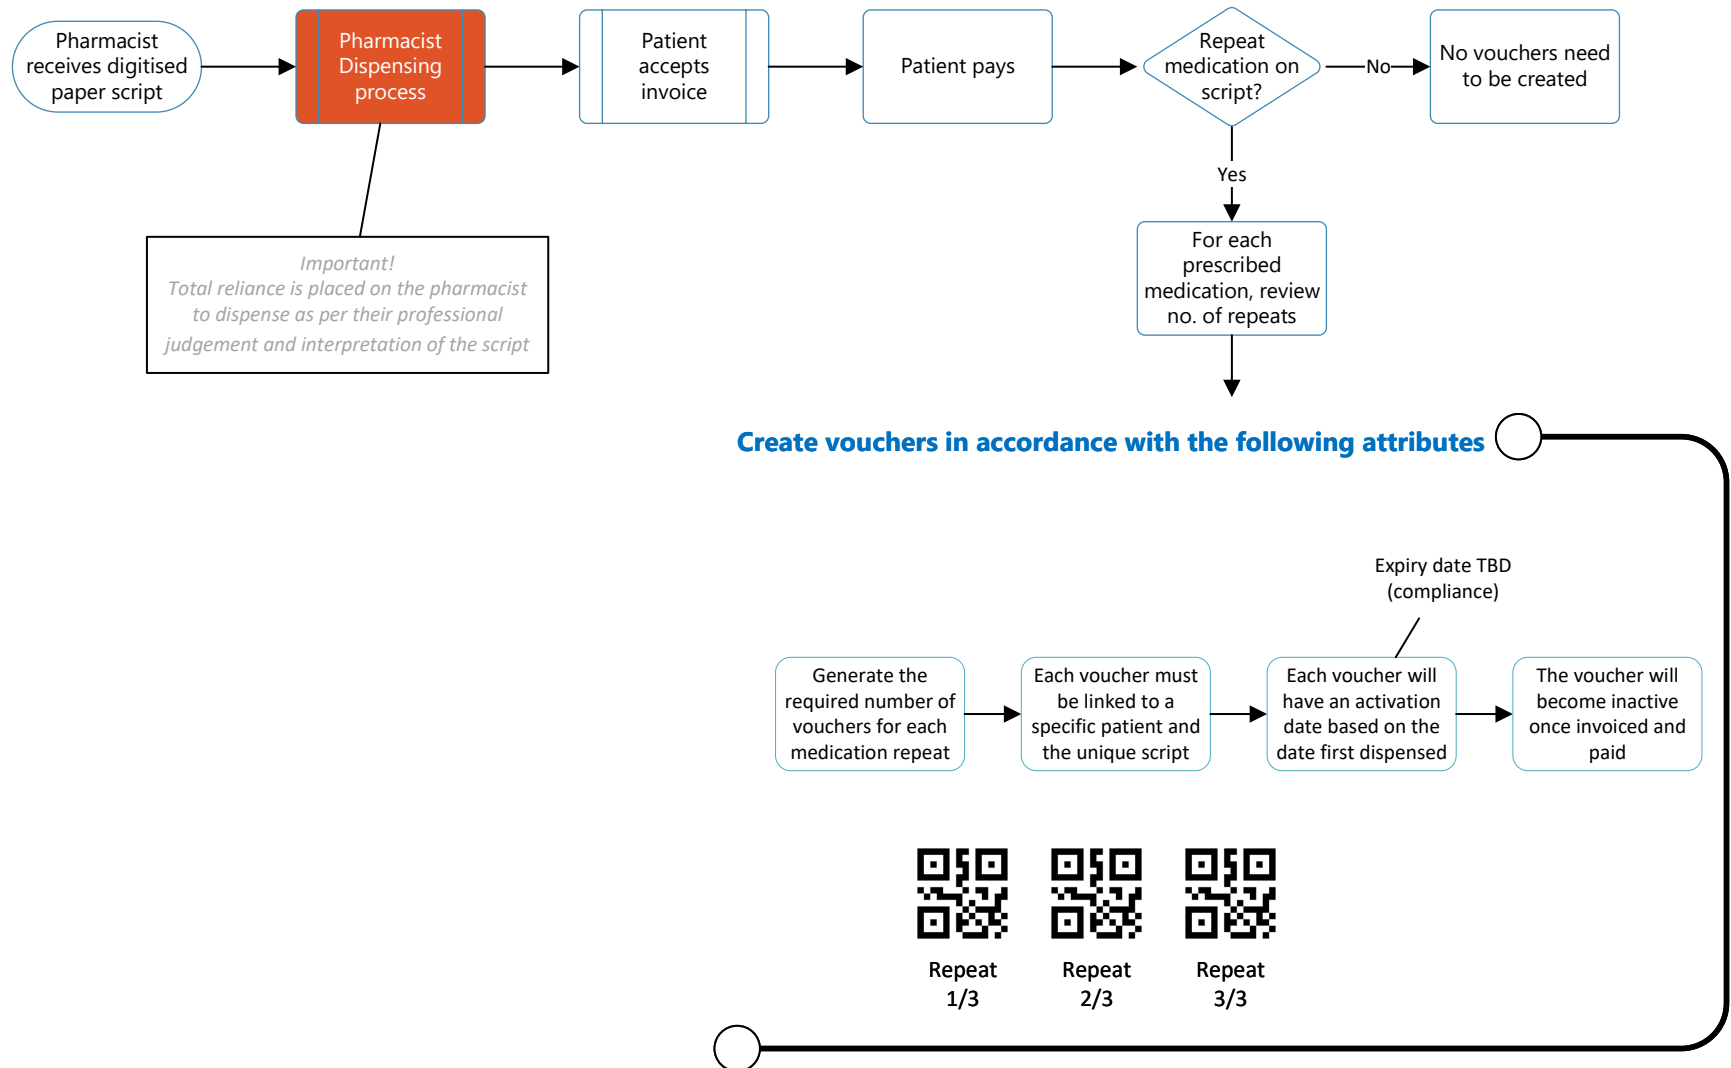 Pharmacist
receives digitised
paper script
Pharmacist
Dispensing
process
Patient
accepts
invoice
Patient pays
Repeat
medication on
script?
No
No vouchers need
to be created
Yes
Important!
Total reliance is placed on the pharmacist
to dispense as per their professional
judgement and interpretation of the script
For each
prescribed
medication, review
no. of repeats
Create vouchers in accordance with the following attributes
Expiry date TBD
(compliance)
Generate the
required number of
vouchers for each
medication repeat
Each voucher must
be linked to a
specific patient and
the unique script
Each voucher will
have an activation
date based on the
date first dispensed
The voucher will
become inactive
once invoiced and
paid
Repeat
1/3
Repeat
2/3
Repeat
3/3